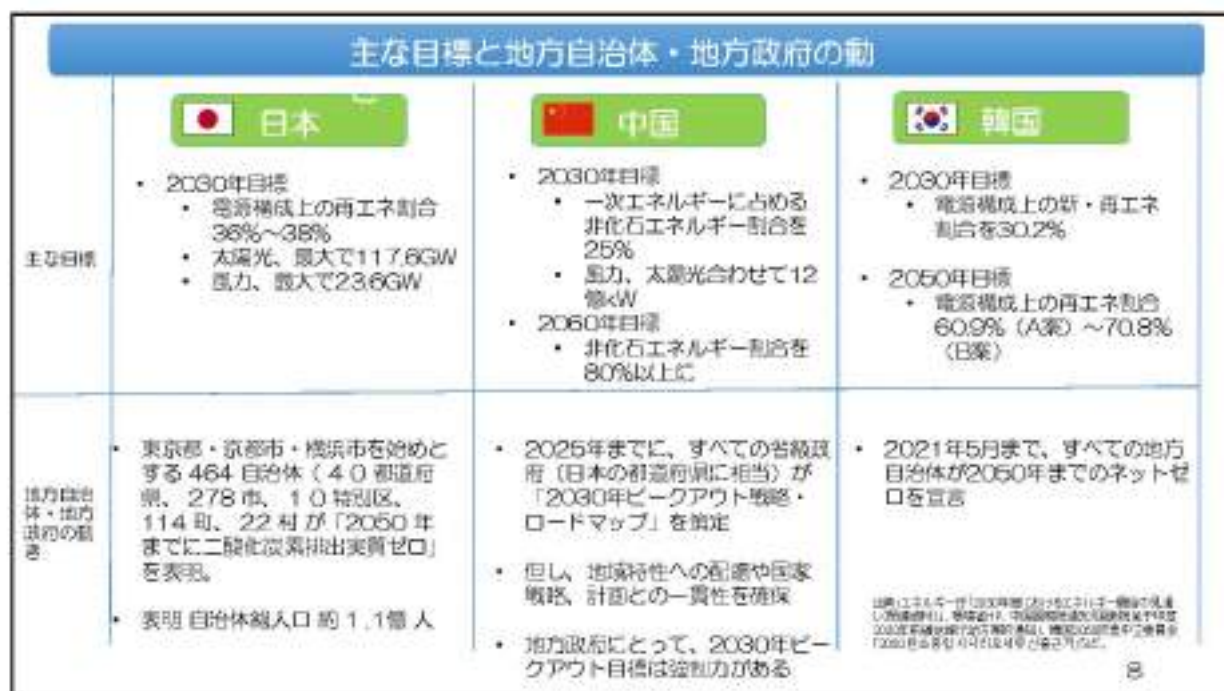 主な目標と地方自治体・地方政府の動
日本
中国
韓国
主な目標
• 2030年目標
• 電源構成上の再エネ割合
36%～38%
• 太陽光、最大で117.6GW
• 風力、最大で23.6GW
• 2030年目標
• 一次エネルギーに占める
非化石エネルギー割合を
25%
• 風力、太陽光合わせて12
億kW
• 2060年目標
• 非化石エネルギー割合を
80%以上に
• 2030年目標
• 電源構成上の新・再エネ
割合を30.2%
• 2050年目標
• 電源構成上の再エネ割合
60.9%（A案）～70.8%
（B案）
地方自治
体・地方
政府の動
き
• 東京都・京都市・横浜市を始めと
する 464 自治体（ 4 0 都道府
県、 278 市、 1 0 特別区、
114 町、 22 村 が「2050 年
までに二酸化炭素排出実質ゼロ」
を表明。
• 表明 自治体総人口 約 1 .1億 人
• 2025年までに、すべての省級政
府（日本の都道府県に相当）が
「2030年ピークアウト戦略・
ロードマップ」を策定
• 但し、地域特性への配慮や国家
戦略、計画との一貫性を確保
• 地方政府にとって、2030年ピー
クアウト目標は強制力がある
• 2021年5月まで、すべての地方
自治体が2050年までのネットゼ
ロを宣言
8